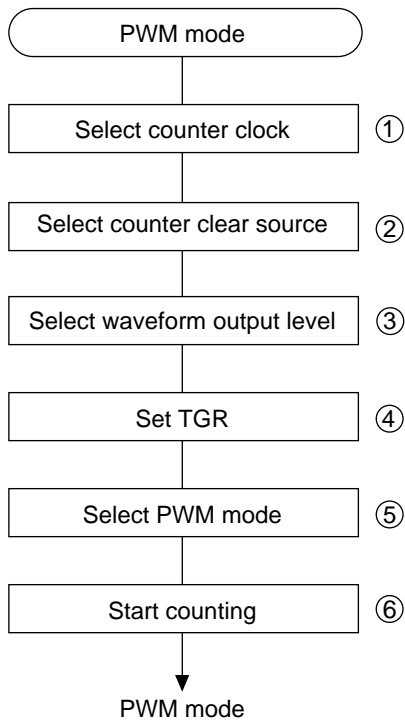 PWM mode
Select counter clock ①
Select counter clear source ②
Select waveform output level ③
Set TGR ④
Select PWM mode ⑤
Start counting ⑥
PWM mode